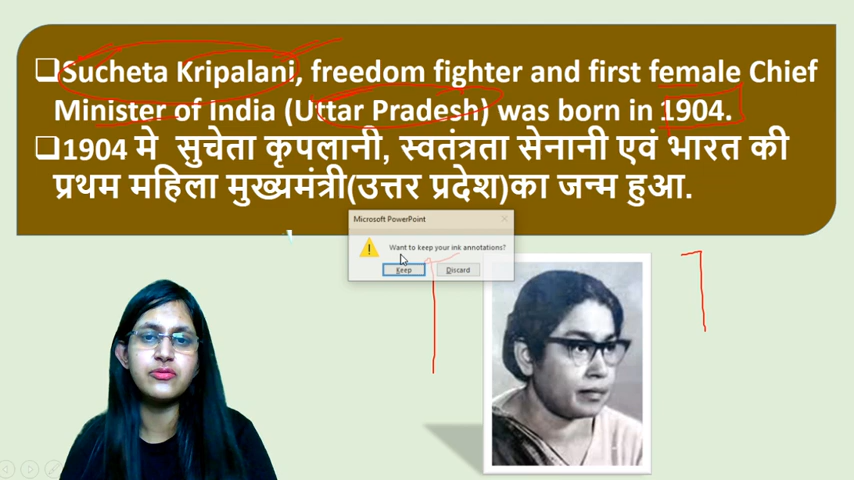 ❑Sucheta Kripalani, freedom fighter and first female Chief
Minister of India (Uttar Pradesh) was born in 1904.
❑1904 मे सुचेता कृपलानी, स्वतंत्रता सेनानी एवं भारत की
प्रथम महिला मुख्यमंत्री(उत्तर प्रदेश)का जन्म हुआ.
Microsoft PowerPoint
Want to keep your ink annotations?
Keep Discard